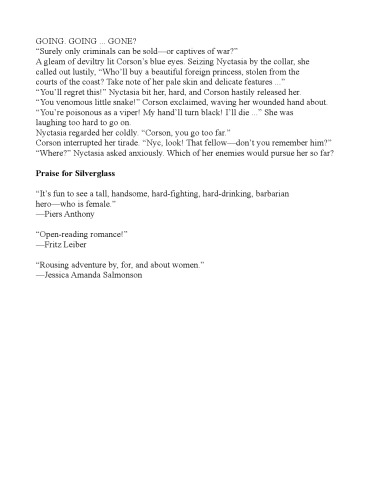 GOING. GOING ... GONE?
“Surely only criminals can be sold—or captives of war?”
A gleam of deviltry lit Corson’s blue eyes. Seizing Nyctasia by the collar, she
called out lustily, “Who’ll buy a beautiful foreign princess, stolen from the
courts of the coast? Take note of her pale skin and delicate features ...”
“You’ll regret this!” Nyctasia bit her, hard, and Corson hastily released her.
“You venomous little snake!” Corson exclaimed, waving her wounded hand about.
“You’re poisonous as a viper! My hand’ll turn black! I’ll die ...” She was
laughing too hard to go on.
Nyctasia regarded her coldly. “Corson, you go too far.”
Corson interrupted her tirade. “Nyc, look! That fellow—don’t you remember him?”
“Where?” Nyctasia asked anxiously. Which of her enemies would pursue her so far?
Praise for Silverglass
“It’s fun to see a tall, handsome, hard-fighting, hard-drinking, barbarian
hero—who is female.”
—Piers Anthony
“Open-reading romance!”
—Fritz Leiber
“Rousing adventure by, for, and about women.”
—Jessica Amanda Salmonson